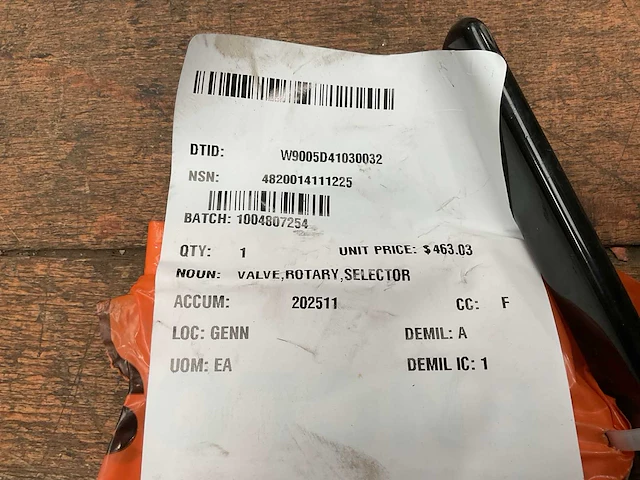 DTID: W9005D41030032
NSN: 4820014111225
BATCH: 1004807254
QTY: 1 UNIT PRICE: $463.03
NOUN: VALVE,ROTARY,SELECTOR
ACCUM: 202511 CC: F
LOC: GENN DEMIL: A
UOM: EA DEMIL IC: 1